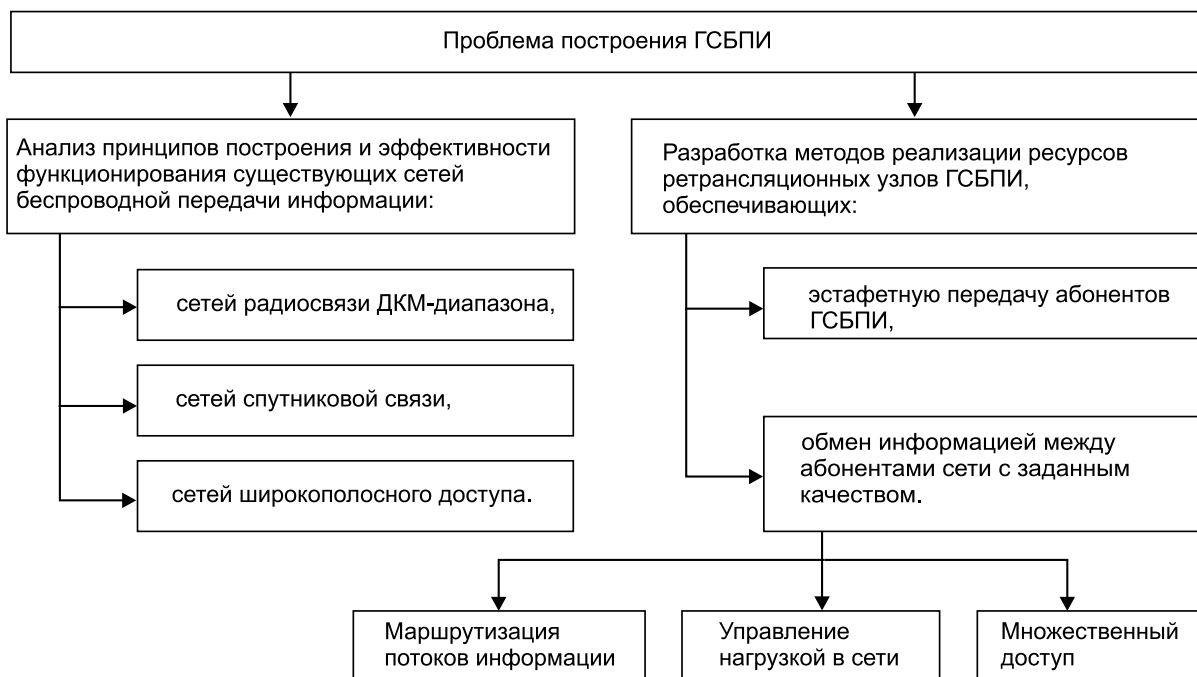 Проблема построения ГСБПИ
Анализ принципов построения и эффективности
функционирования существующих сетей
беспроводной передачи информации:
сетей радиосвязи ДКМ-диапазона,
сетей спутниковой связи,
сетей широкополосного доступа.
Разработка методов реализации ресурсов
ретрансляционных узлов ГСБПИ,
обеспечивающих:
эстафетную передачу абонентов
ГСБПИ,
обмен информацией между
абонентами сети с заданным
качеством.
Маршрутизация
потоков информации
Управление
нагрузкой в сети
Множественный
доступ